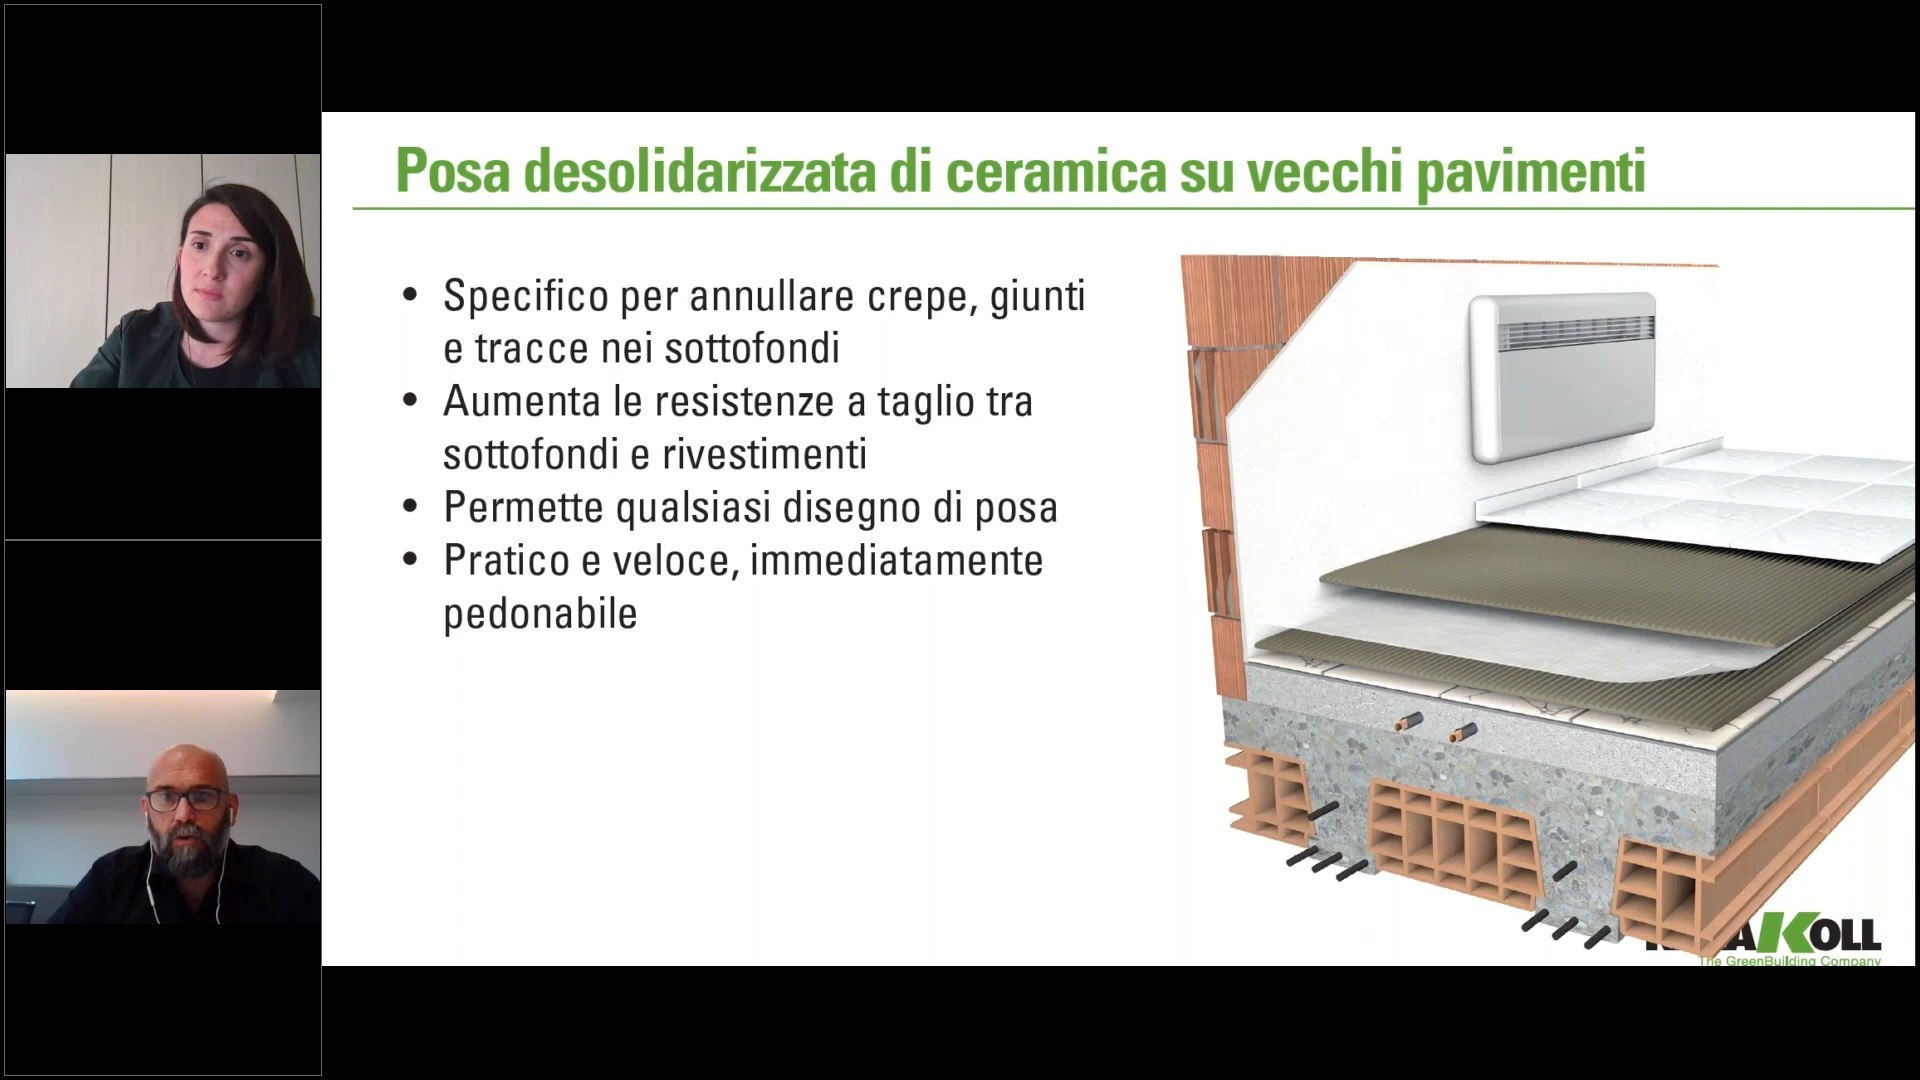 Posa desolidarizzata di ceramica su vecchi pavimenti
• Specifico per annullare crepe, giunti
e tracce nei sottofondi
• Aumenta le resistenze a taglio tra
sottofondi e rivestimenti
• Permette qualsiasi disegno di posa
• Pratico e veloce, immediatamente
pedonabile
KOLL
The GreenBuilding Company